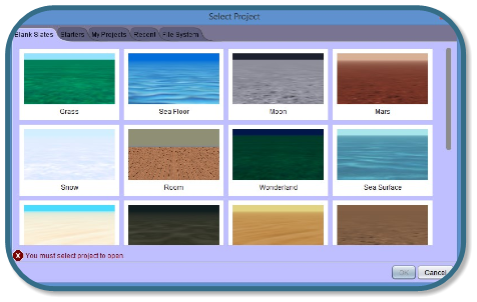 Select Project
Blank Slates Starters My Projects Recent File System
Grass Sea Floor Moon Mars
Snow Room Wonderland Sea Surface
You must select project to open.
OK Cancel